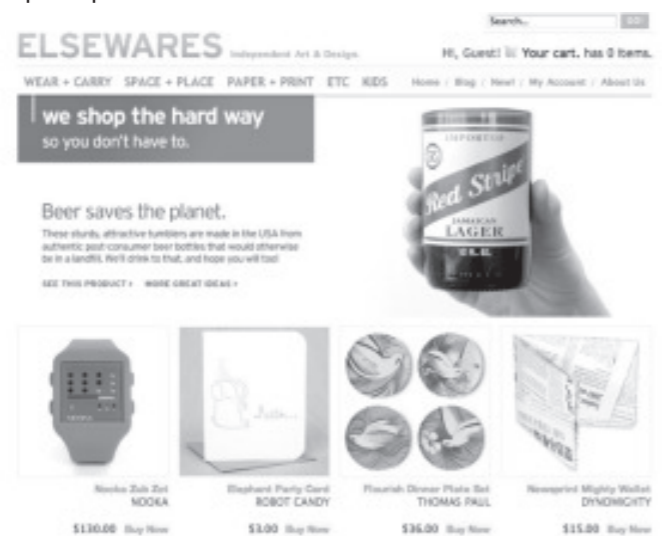 Search... GO!
ELSEWARES Independent Art & Design.
Hi, Guest! Your cart. has 0 items.
WEAR + CARRY SPACE + PLACE PAPER + PRINT ETC KIDS Home / Blog / New! / My Account / About Us
we shop the hard way
so you don't have to.
Beer saves the planet.
These sturdy, attractive tumblers are made in the USA from
authentic post-consumer beer bottles that would otherwise
be in a landfill. We'll drink to that, and hope you will too!
SEE THIS PRODUCT > MORE GREAT IDEAS >
IMPORTED
Red Stripe
JAMAICAN
LAGER
Nooka Zub Zot
NOOKA
$130.00 Buy Now
Elephant Party Card
ROBOT CANDY
$3.00 Buy Now
Flourish Dinner Plate Set
THOMAS PAUL
$36.00 Buy Now
Newsprint Mighty Wallet
DYNOMIGHTY
$15.00 Buy Now